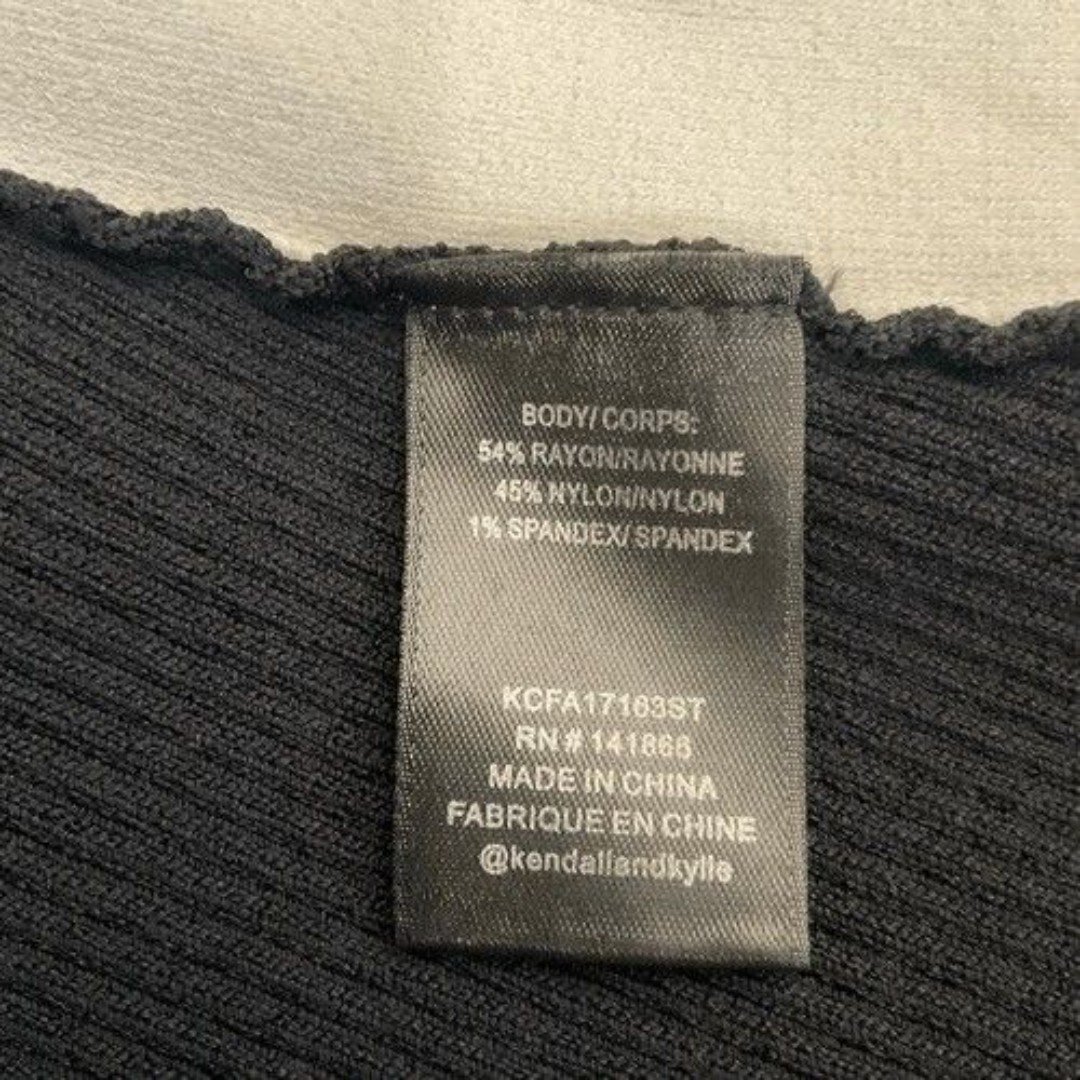 BODY/CORPS:
54% RAYON/RAYONNE
45% NYLON/NYLON
1% SPANDEX/SPANDEX
KCFA17163ST
RN # 141866
MADE IN CHINA
FABRIQUE EN CHINE
@kendallandkylie